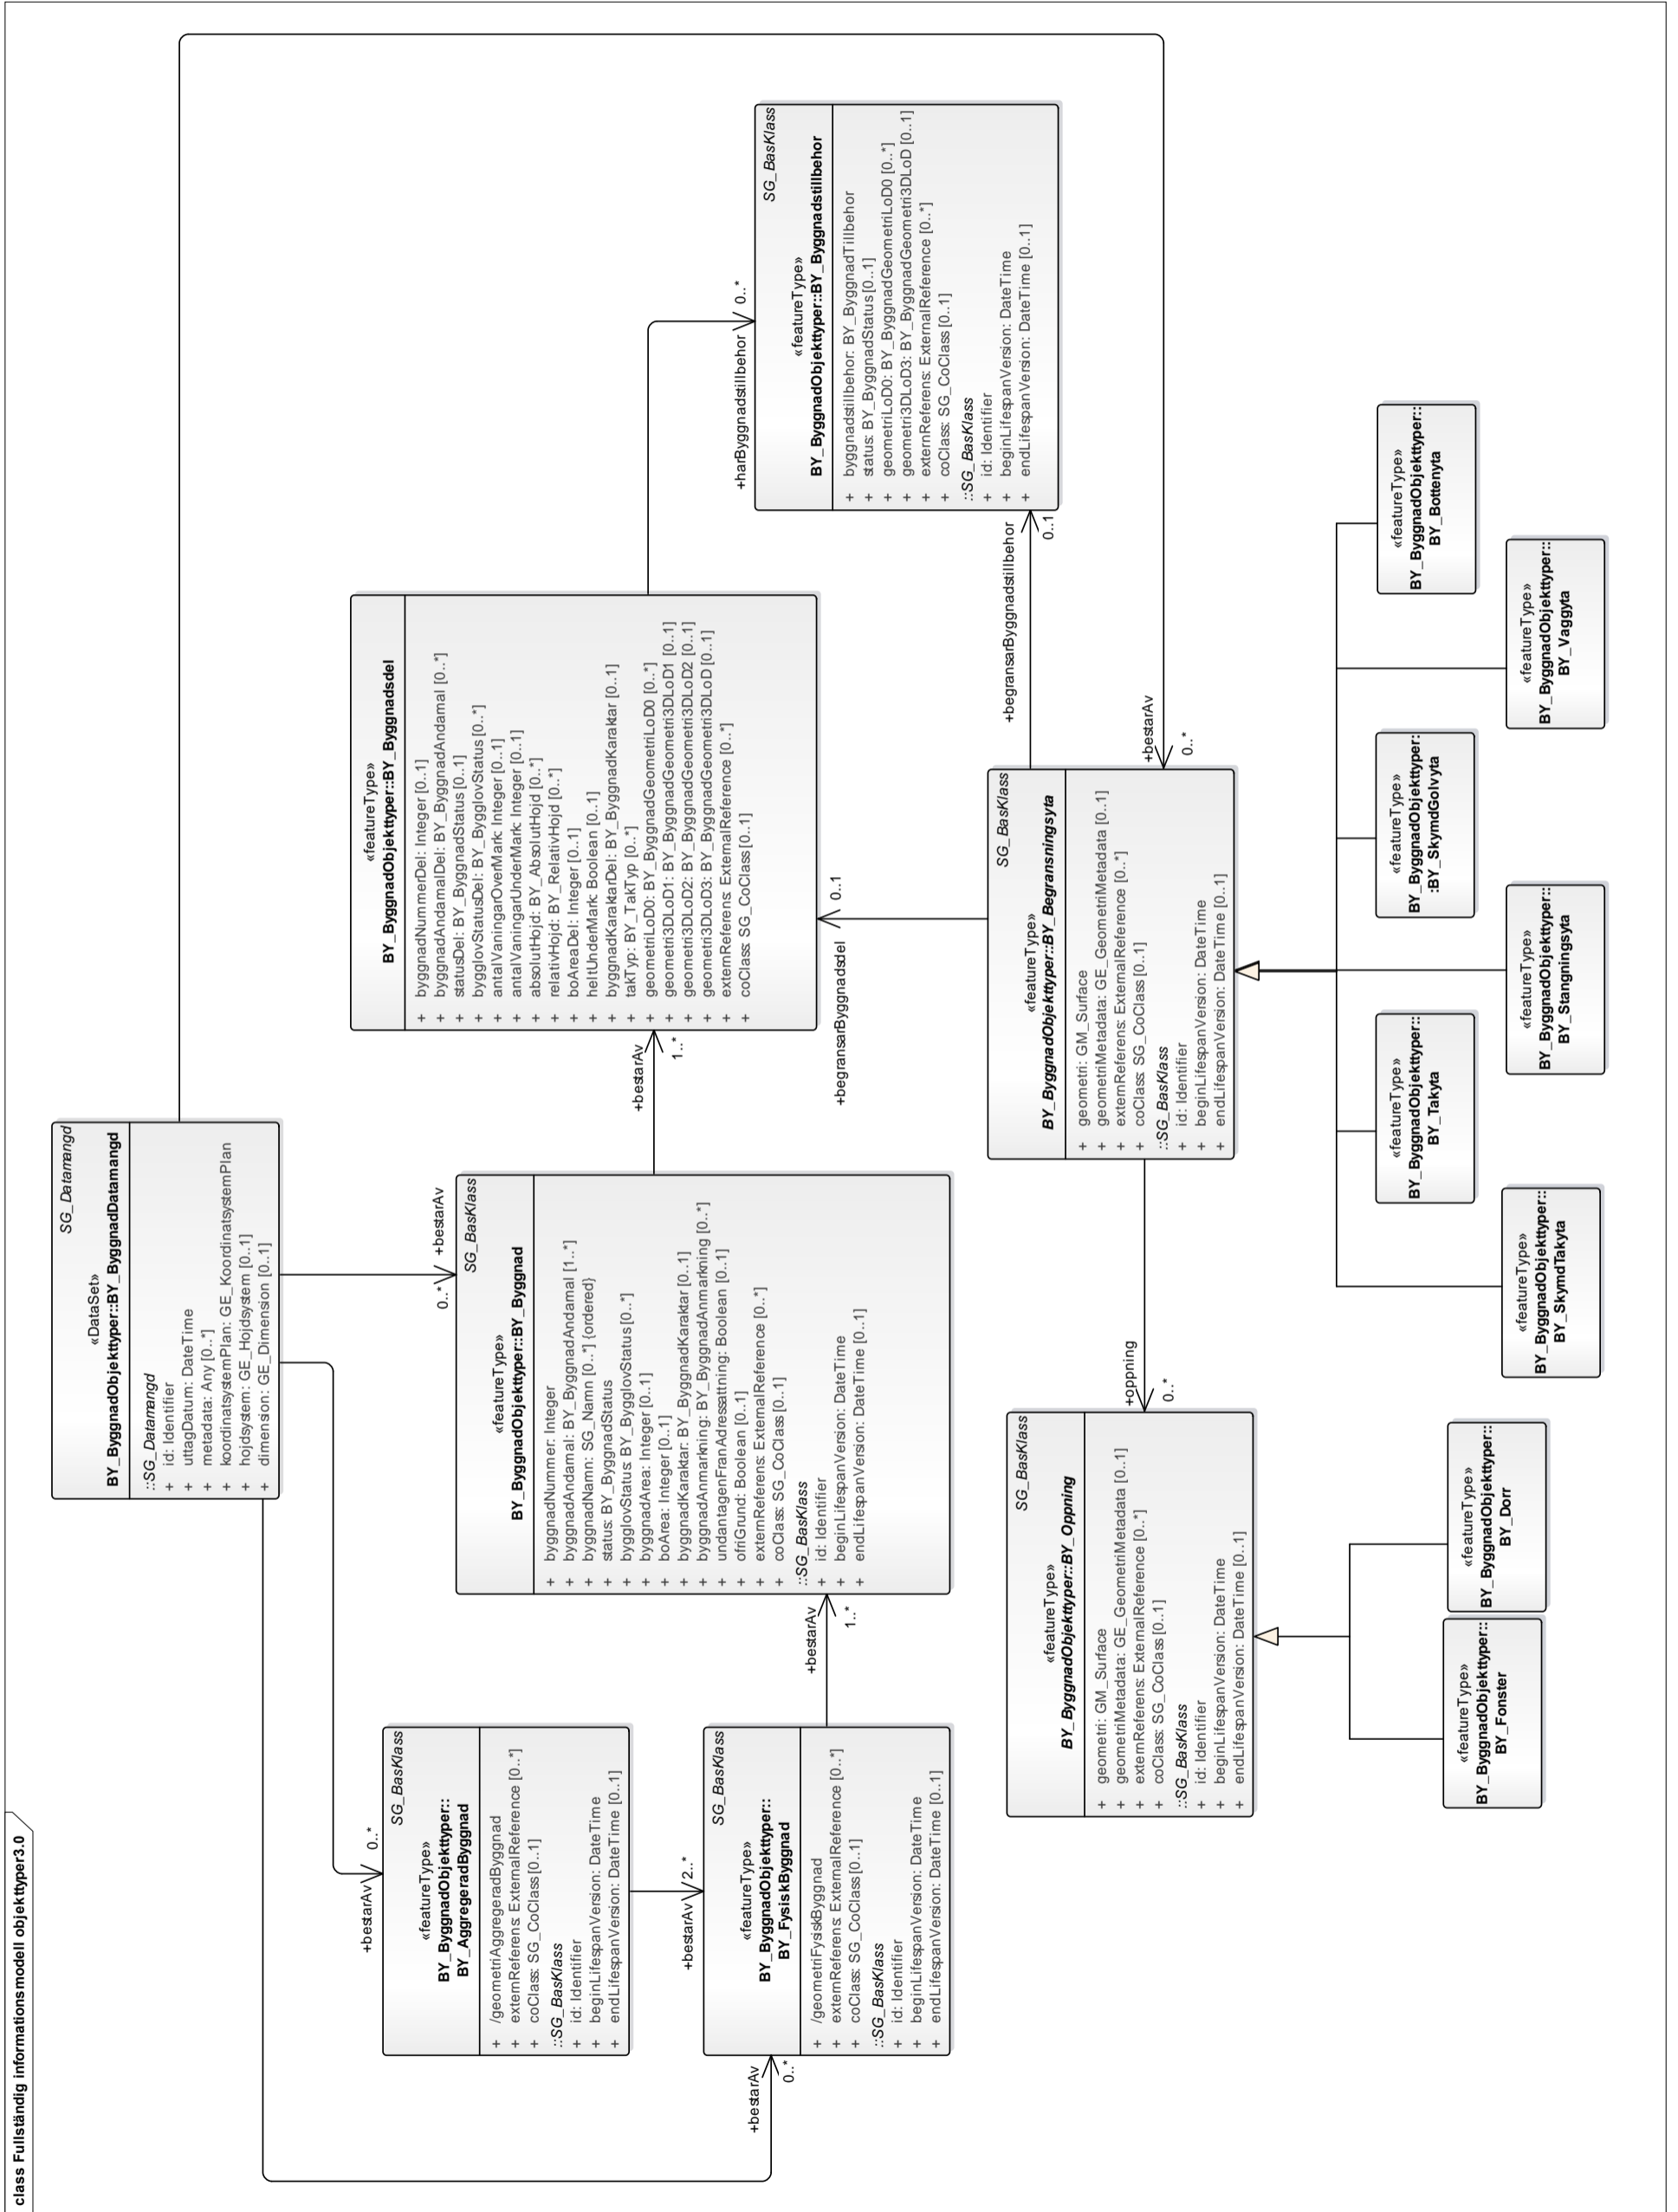 class Fullständig informationsmodell objekttyper3.0
SG_Datamangd
«DataSet»
BY_ByggnadObjekttyper::BY_ByggnadDatamangd
::SG_Datamangd
+ id: Identifier
+ uttagDatum: DateTime
+ metadata: Any [0..*]
+ koordinatsystemPlan: GE_KoordinatsystemPlan
+ hojdsystem: GE_Hojdsystem [0..1]
+ dimension: GE_Dimension [0..1]
+bestarAv
0..*
SG_BasKlass
«featureType»
BY_ByggnadObjekttyper::
BY_AggregeradByggnad
+ /geometriAggregeradByggnad
+ externReferens: ExternalReference [0..*]
+ coClass: SG_CoClass [0..1]
::SG_BasKlass
+ id: Identifier
+ beginLifespanVersion: DateTime
+ endLifespanVersion: DateTime [0..1]
+bestarAv
2..*
+bestarAv
0..*
SG_BasKlass
«featureType»
BY_ByggnadObjekttyper::
BY_FysiskByggnad
+ /geometriFysiskByggnad
+ externReferens: ExternalReference [0..*]
+ coClass: SG_CoClass [0..1]
::SG_BasKlass
+ id: Identifier
+ beginLifespanVersion: DateTime
+ endLifespanVersion: DateTime [0..1]
+bestarAv
1..*
0..*
+bestarAv
SG_BasKlass
«featureType»
BY_ByggnadObjekttyper::BY_Byggnad
+ byggnadNummer: Integer
+ byggnadAndamal: BY_ByggnadAndamal [1..*]
+ byggnadNamn: SG_Namn [0..*] {ordered}
+ status: BY_ByggnadStatus
+ bygglovStatus: BY_BygglovStatus [0..*]
+ byggnadArea: Integer [0..1]
+ boArea: Integer [0..1]
+ byggnadKaraktar: BY_ByggnadKaraktar [0..1]
+ byggnadAnmarkning: BY_ByggnadAnmarkning [0..*]
+ undantagenFranAdressattning: Boolean [0..1]
+ ofriGrund: Boolean [0..1]
+ externReferens: ExternalReference [0..*]
+ coClass: SG_CoClass [0..1]
::SG_BasKlass
+ id: Identifier
+ beginLifespanVersion: DateTime
+ endLifespanVersion: DateTime [0..1]
+bestarAv
1..*
«featureType»
BY_ByggnadObjekttyper::BY_Byggnadsdel
+ byggnadNummerDel: Integer [0..1]
+ byggnadAndamalDel: BY_ByggnadAndamal [0..*]
+ statusDel: BY_ByggnadStatus [0..1]
+ bygglovStatusDel: BY_BygglovStatus [0..*]
+ antalVaningarOverMark: Integer [0..1]
+ antalVaningarUnderMark: Integer [0..1]
+ absolutHojd: BY_AbsolutHojd [0..*]
+ relativHojd: BY_RelativHojd [0..*]
+ boAreaDel: Integer [0..1]
+ heltUnderMark: Boolean [0..1]
+ byggnadKaraktarDel: BY_ByggnadKaraktar [0..1]
+ takTyp: BY_TakTyp [0..*]
+ geometriLoD0: BY_ByggnadGeometriLoD0 [0..*]
+ geometri3DLoD1: BY_ByggnadGeometri3DLoD1 [0..1]
+ geometri3DLoD2: BY_ByggnadGeometri3DLoD2 [0..1]
+ geometri3DLoD3: BY_ByggnadGeometri3DLoD [0..1]
+ externReferens: ExternalReference [0..*]
+ coClass: SG_CoClass [0..1]
+harByggnadstillbehor
0..*
SG_BasKlass
«featureType»
BY_ByggnadObjekttyper::BY_Byggnadstillbehor
+ byggnadstillbehor: BY_ByggnadTillbehor
+ status: BY_ByggnadStatus [0..1]
+ geometriLoD0: BY_ByggnadGeometriLoD0 [0..*]
+ geometri3DLoD3: BY_ByggnadGeometri3DLoD [0..1]
+ externReferens: ExternalReference [0..*]
+ coClass: SG_CoClass [0..1]
::SG_BasKlass
+ id: Identifier
+ beginLifespanVersion: DateTime
+ endLifespanVersion: DateTime [0..1]
+begransarByggnadsdel
0..1
+begransarByggnadstillbehor
0..1
+bestarAv
0..*
SG_BasKlass
«featureType»
BY_ByggnadObjekttyper::BY_Begransningsyta
+ geometri: GM_Surface
+ geometriMetadata: GE_GeometriMetadata [0..1]
+ externReferens: ExternalReference [0..*]
+ coClass: SG_CoClass [0..1]
::SG_BasKlass
+ id: Identifier
+ beginLifespanVersion: DateTime
+ endLifespanVersion: DateTime [0..1]
+oppning
0..*
SG_BasKlass
«featureType»
BY_ByggnadObjekttyper::BY_Oppning
+ geometri: GM_Surface
+ geometriMetadata: GE_GeometriMetadata [0..1]
+ externReferens: ExternalReference [0..*]
+ coClass: SG_CoClass [0..1]
::SG_BasKlass
+ id: Identifier
+ beginLifespanVersion: DateTime
+ endLifespanVersion: DateTime [0..1]
«featureType»
BY_ByggnadObjekttyper::
BY_Fonster
«featureType»
BY_ByggnadObjekttyper::
BY_Dorr
«featureType»
BY_ByggnadObjekttyper::
BY_SkymdTakyta
«featureType»
BY_ByggnadObjekttyper::
BY_Takyta
«featureType»
BY_ByggnadObjekttyper::
BY_Stangningsyta
«featureType»
BY_ByggnadObjekttyper:
:BY_SkymdGolvyta
«featureType»
BY_ByggnadObjekttyper::
BY_Vaggyta
«featureType»
BY_ByggnadObjekttyper::
BY_Bottenyta